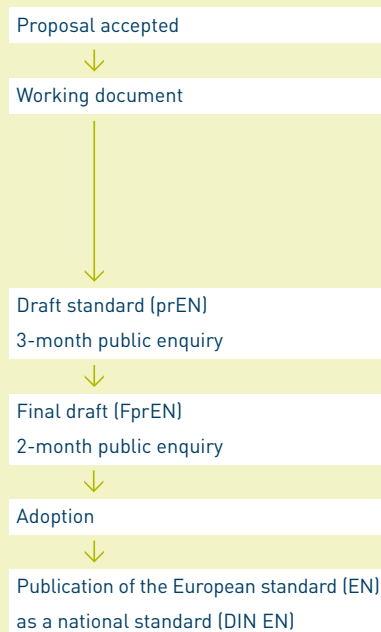 Proposal accepted
Working document
Draft standard (prEN)
3-month public enquiry
Final draft (FprEN)
2-month public enquiry
Adoption
Publication of the European standard (EN)
as a national standard (DIN EN)